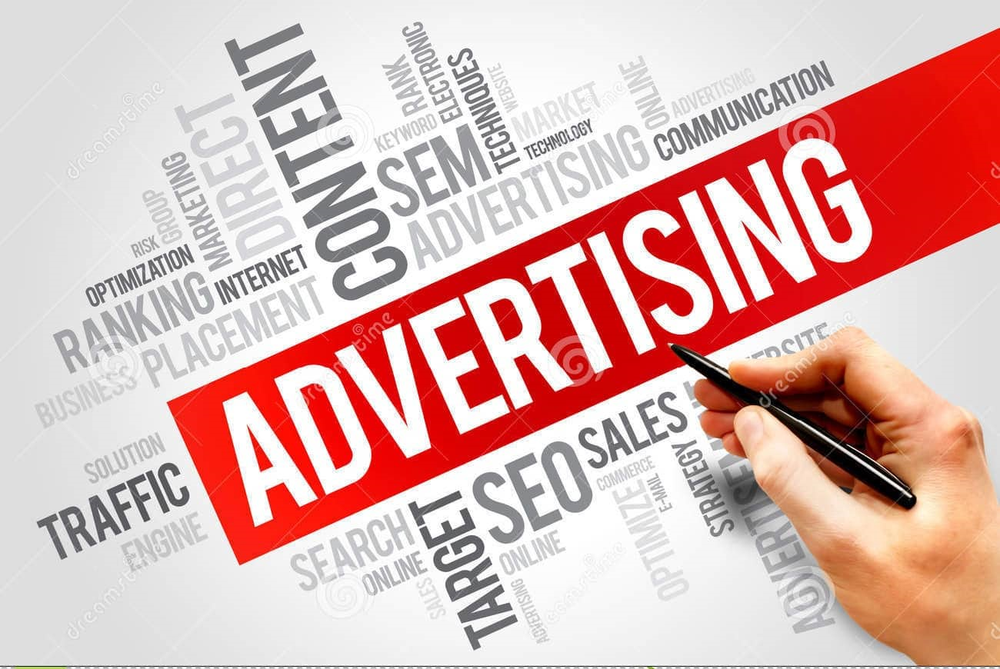 CONTENT
DIRECT
MARKETING
GROUP
RISK
OPTIMIZATION
RANKING
INTERNET
PLACEMENT
BUSINESS
RANK
ELECTRONIC
KEYWORD
TECHNIQUES
WEBSITE
SEM
MARKET
TECHNOLOGY
ADVERTISING
ONLINE
ADVERTISING
COMMUNICATION
ADVERTISING
SOLUTION
TRAFFIC
ENGINE
SEARCH
ONLINE
SALES
TARGET
SEO
ONLINE
ADVERTISING
SALES
COMMERCE
E-MAIL
OPTIMIZE
STRATEGY
dreamstime